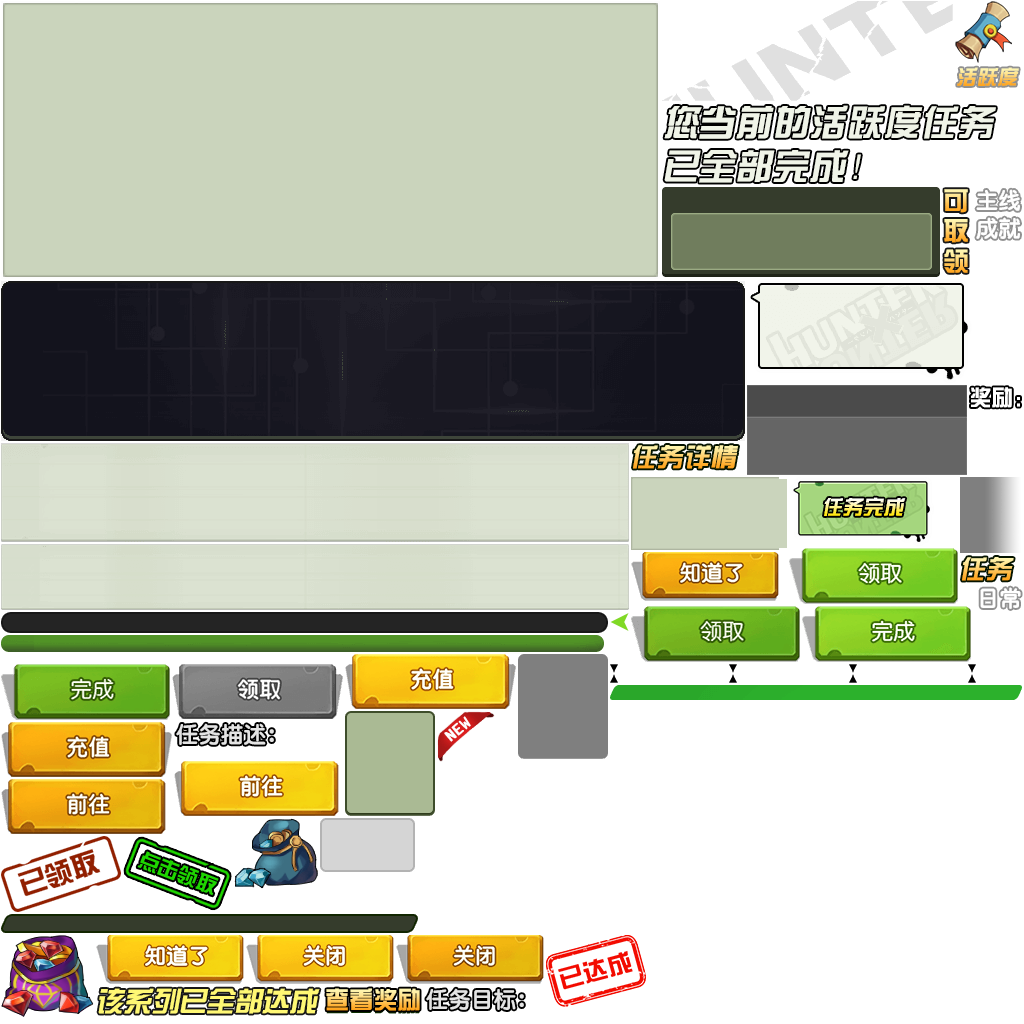 HUNTE
活跃度
您当前的活跃度任务
已全部完成!
可取领
主线
成就
HUNTER
奖励:
任务详情
任务完成
知道了
领取
任务
日常
领取
完成
完成
领取
充值
NEW
充值
任务描述:
前往
前往
已领取
点击领取
知道了
关闭
关闭
已达成
该系列已全部达成
查看奖励
任务目标: